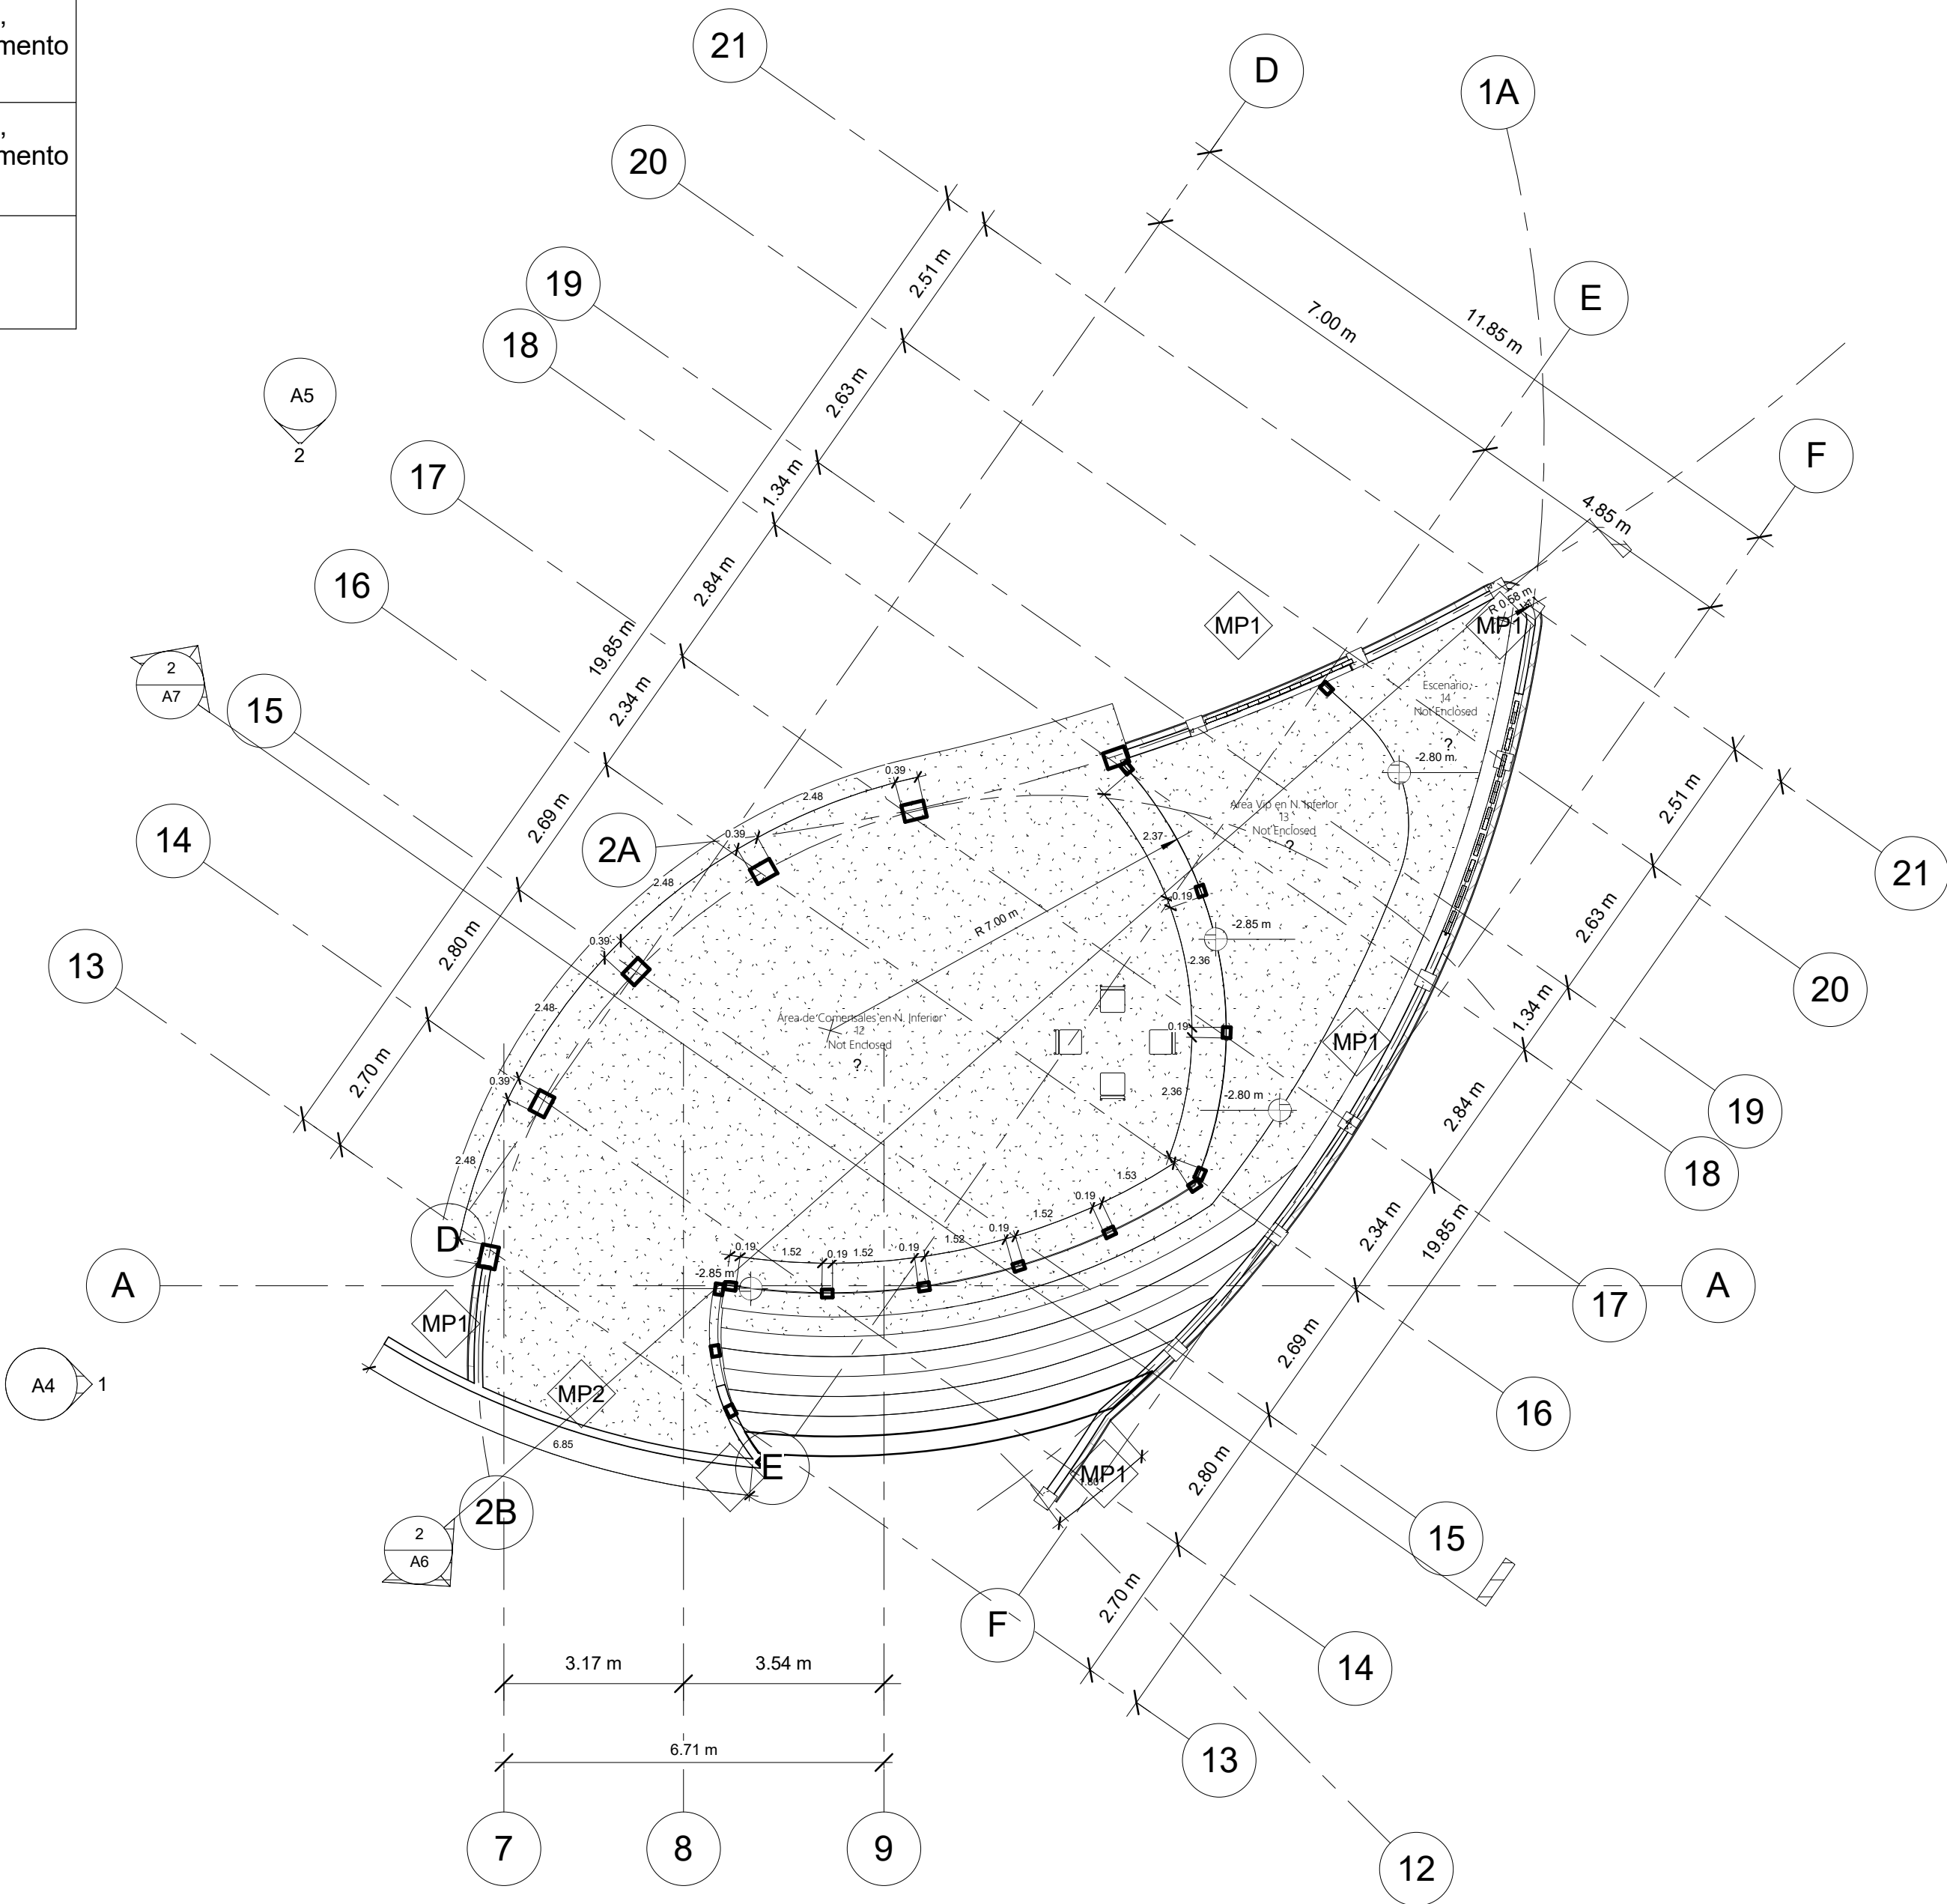 ,
mento
,
mento
21
D
1A
20
19
E
18
2.51 m
7.00 m
11.85 m
A5
2
2.63 m
17
F
1.34 m
4.85 m
16
2.84 m
19.85 m
R 0.58 m
MP1
MP1
2
A7
15
2.34 m
Escenario
14
Not Enclosed
?
-2.80 m
0.39
2.48
2.69 m
14
2A
0.39
Area Vip en N. Inferior
13
Not Enclosed
?
2.37
2.51 m
21
2.48
0.19
R 7.00 m
-2.85 m
2.63 m
2.80 m
0.39
13
2.36
20
2.48
Area de Comensales en N. Inferior
12
Not Enclosed
?
0.19
MP1
1.34 m
2.70 m
0.39
2.36
-2.80 m
2.84 m
19
18
2.48
1.53
0.19
1.52
0.19
1.52
0.19
1.52
0.19
1.52
0.19
2.34 m
19.85 m
D
-2.85 m
A
A
17
MP1
2.69 m
A4
1
MP2
16
6.85
E
MP1
1.80
2.80 m
2B
15
2
A6
2.70 m
F
14
3.17 m
3.54 m
13
6.71 m
7
8
9
12